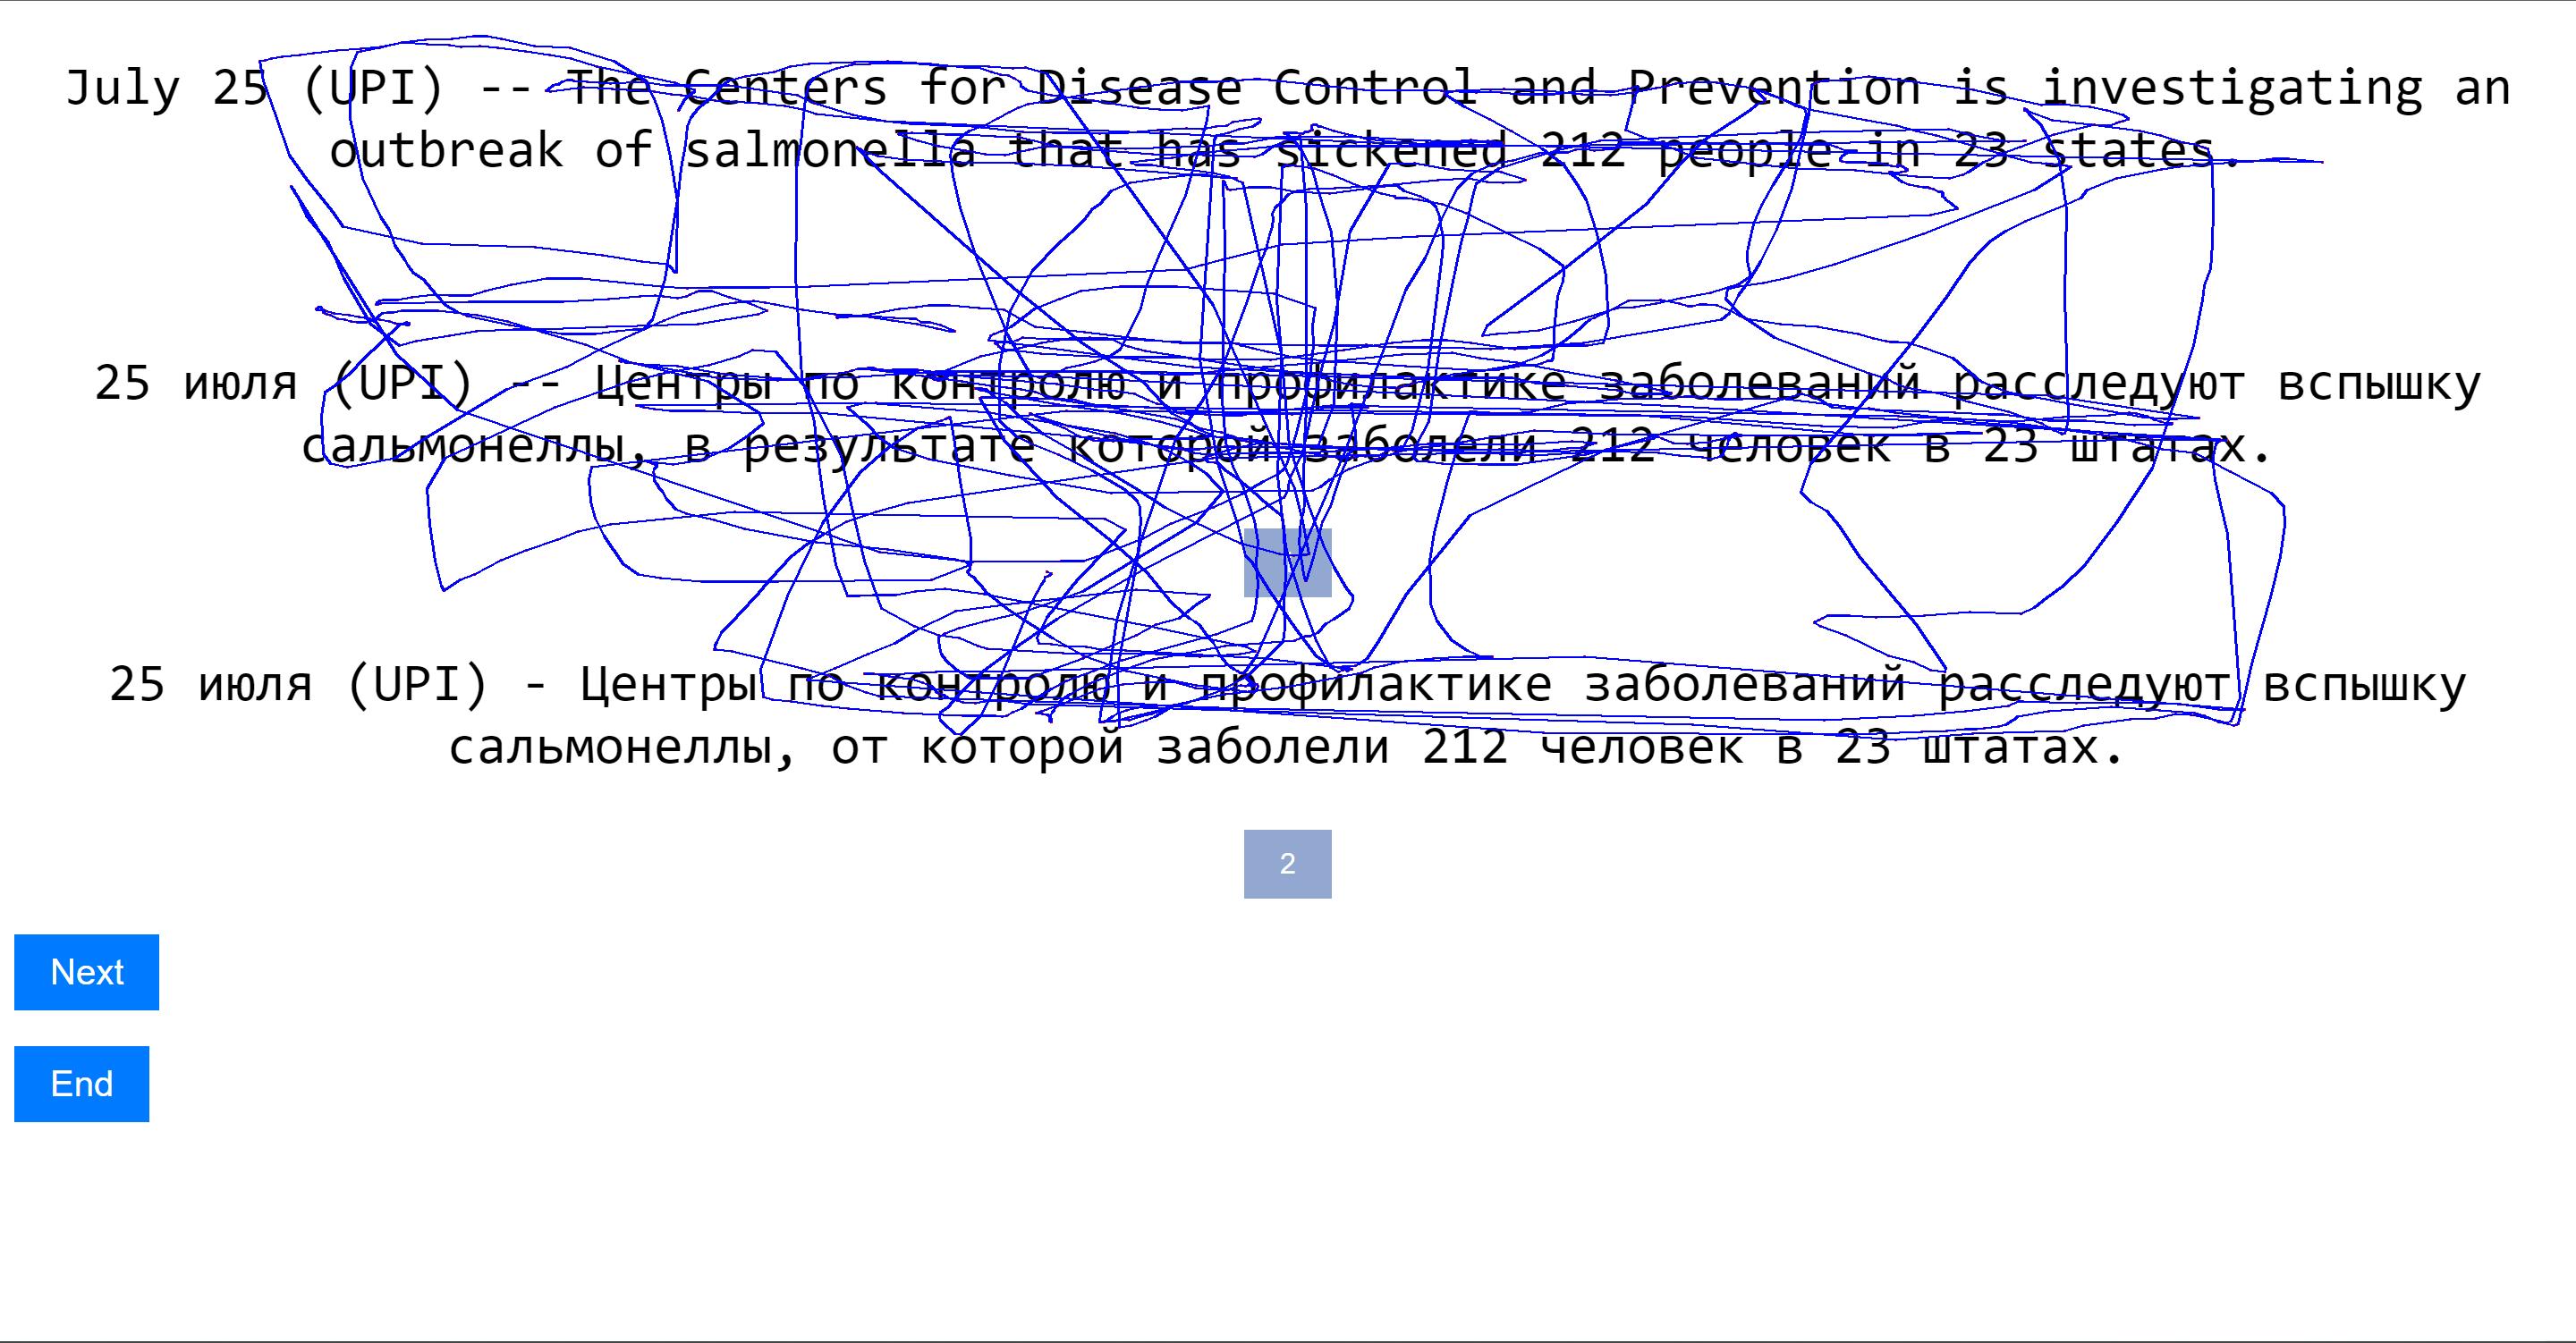 July 25 (UPI) -- The Centers for Disease Control and Prevention is investigating an
outbreak of salmonella that has sickened 212 people in 23 states.
25 июля (UPI) -- Центры по контролю и профилактике заболеваний расследуют вспышку
сальмонеллы, в результате которой заболели 212 человек в 23 штатах.
25 июля (UPI) - Центры по контролю и профилактике заболеваний расследуют вспышку
сальмонеллы, от которой заболели 212 человек в 23 штатах.
2
Next
End